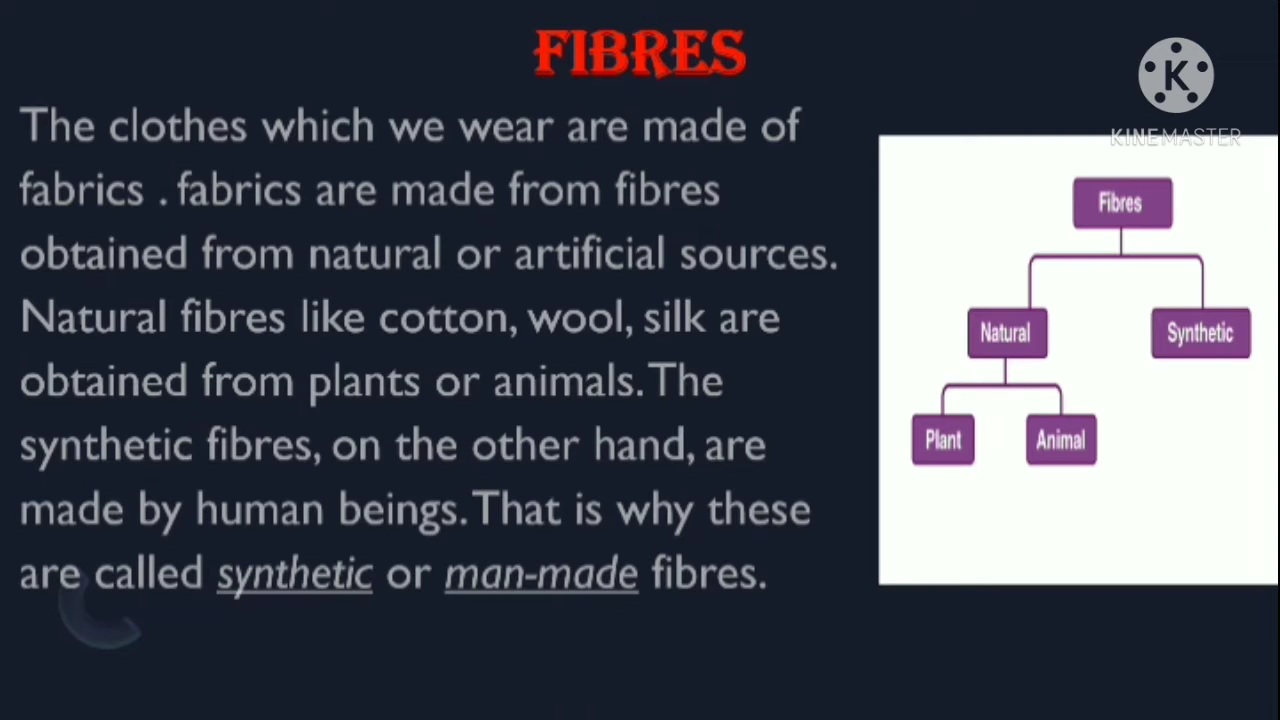 FIBRES
The clothes which we wear are made of
fabrics . fabrics are made from fibres
obtained from natural or artificial sources.
Natural fibres like cotton, wool, silk are
obtained from plants or animals. The
synthetic fibres, on the other hand, are
made by human beings. That is why these
are called synthetic or man-made fibres.
K
KINEMASTER
Fibres
Natural
Synthetic
Plant
Animal